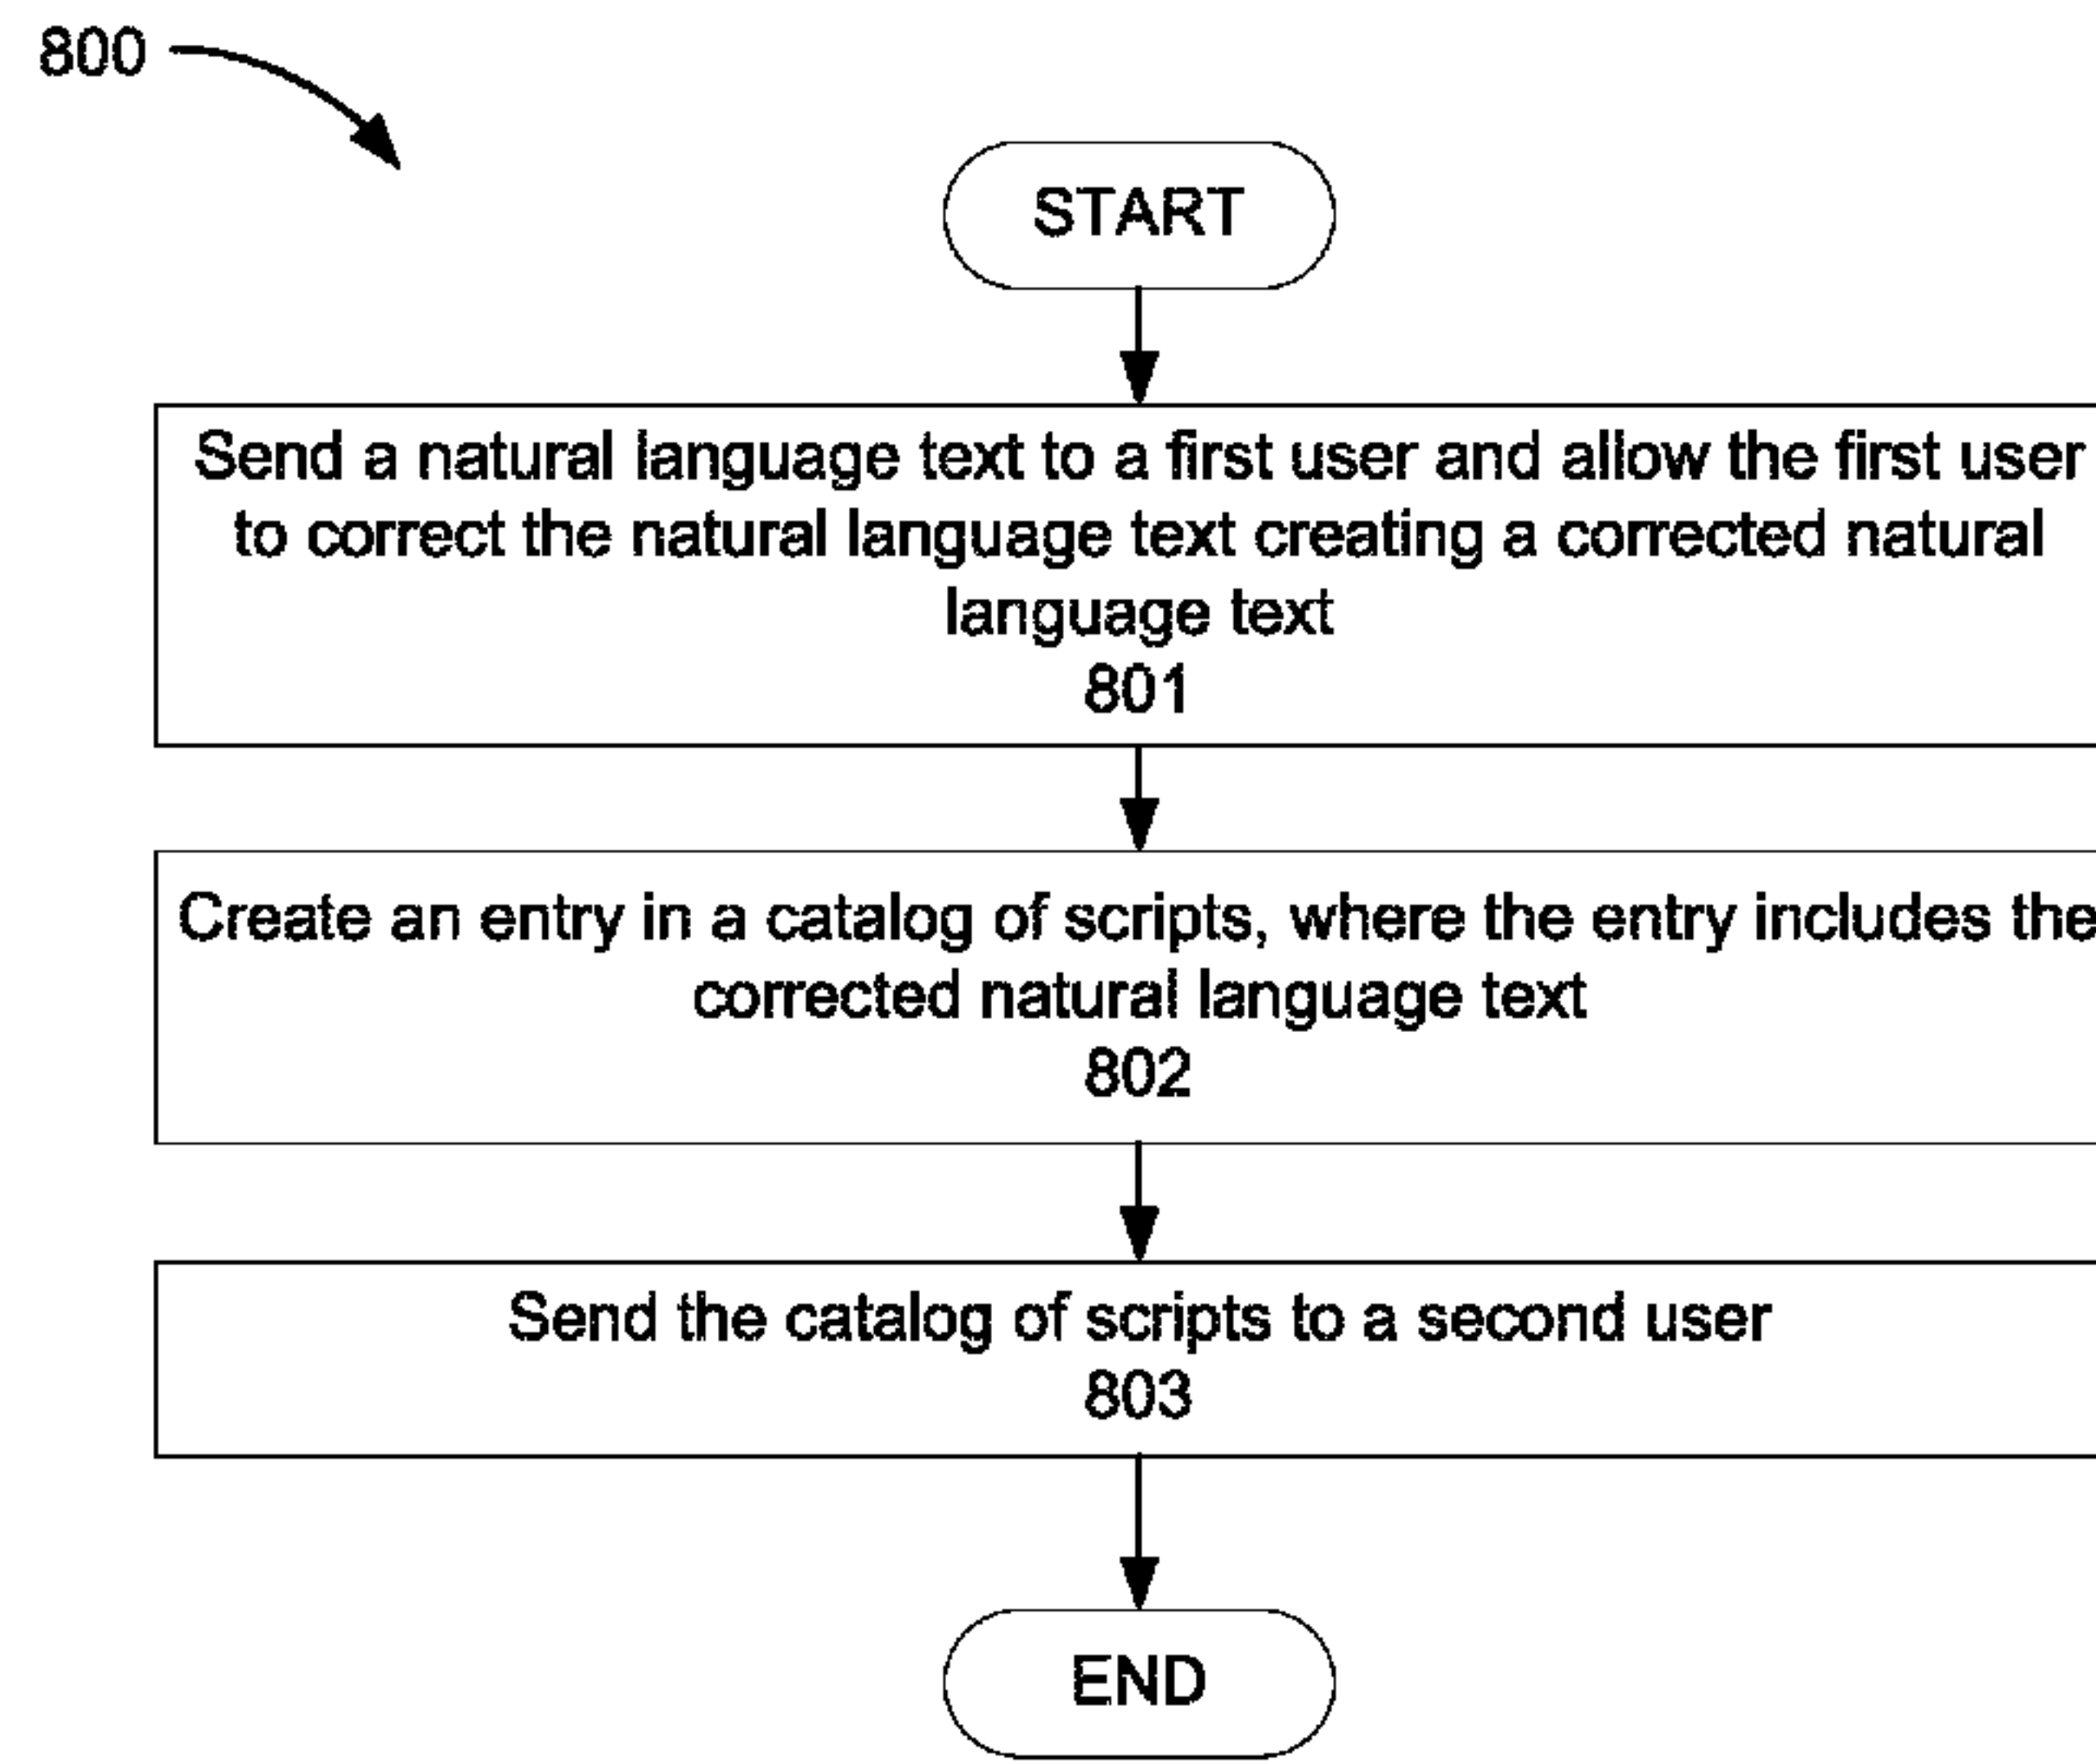 800
START
Send a natural language text to a first user and allow the first user
to correct the natural language text creating a corrected natural
language text
801
Create an entry in a catalog of scripts, where the entry includes the
corrected natural language text
802
Send the catalog of scripts to a second user
803
END